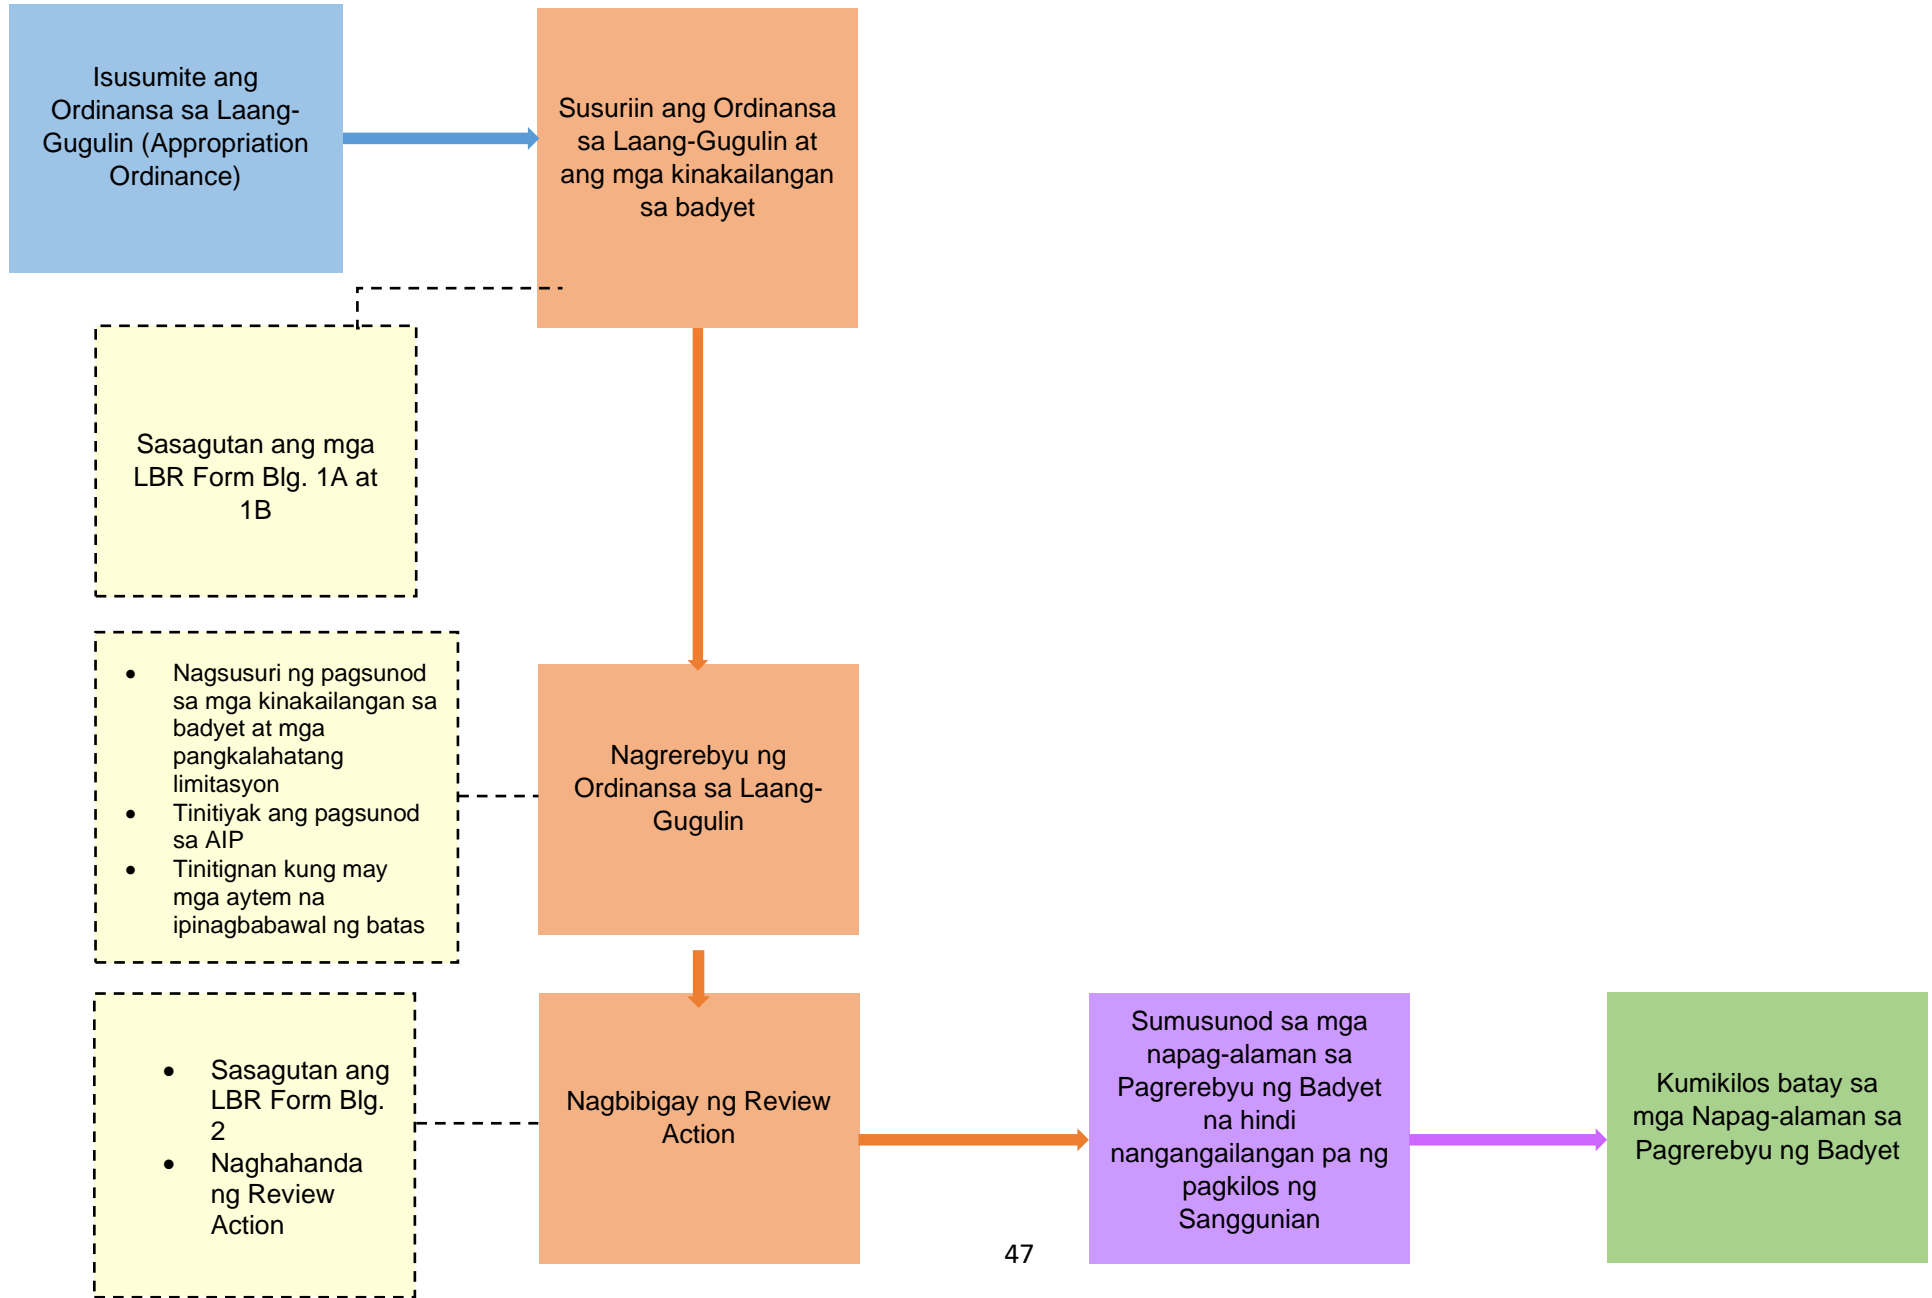 Isusumite ang
Ordinansa sa Laang-
Gugulin (Appropriation
Ordinance)
Susuriin ang Ordinansa
sa Laang-Gugulin at
ang mga kinakailangan
sa badyet
Sasagutan ang mga
LBR Form Blg. 1A at
1B
• Nagsusuri ng pagsunod
sa mga kinakailangan sa
badyet at mga
pangkalahatang
limitasyon
• Tinitiyak ang pagsunod
sa AIP
• Tinitignan kung may
mga aytem na
ipinagbabawal ng batas
Nagrerebyu ng
Ordinansa sa Laang-
Gugulin
• Sasagutan ang
LBR Form Blg.
2
• Naghahanda
ng Review
Action
Nagbibigay ng Review
Action
Sumusunod sa mga
napag-alaman sa
Pagrerebyu ng Badyet
na hindi
nangangailangan pa ng
pagkilos ng
Sanggunian
Kumikilos batay sa
mga Napag-alaman sa
Pagrerebyu ng Badyet
47